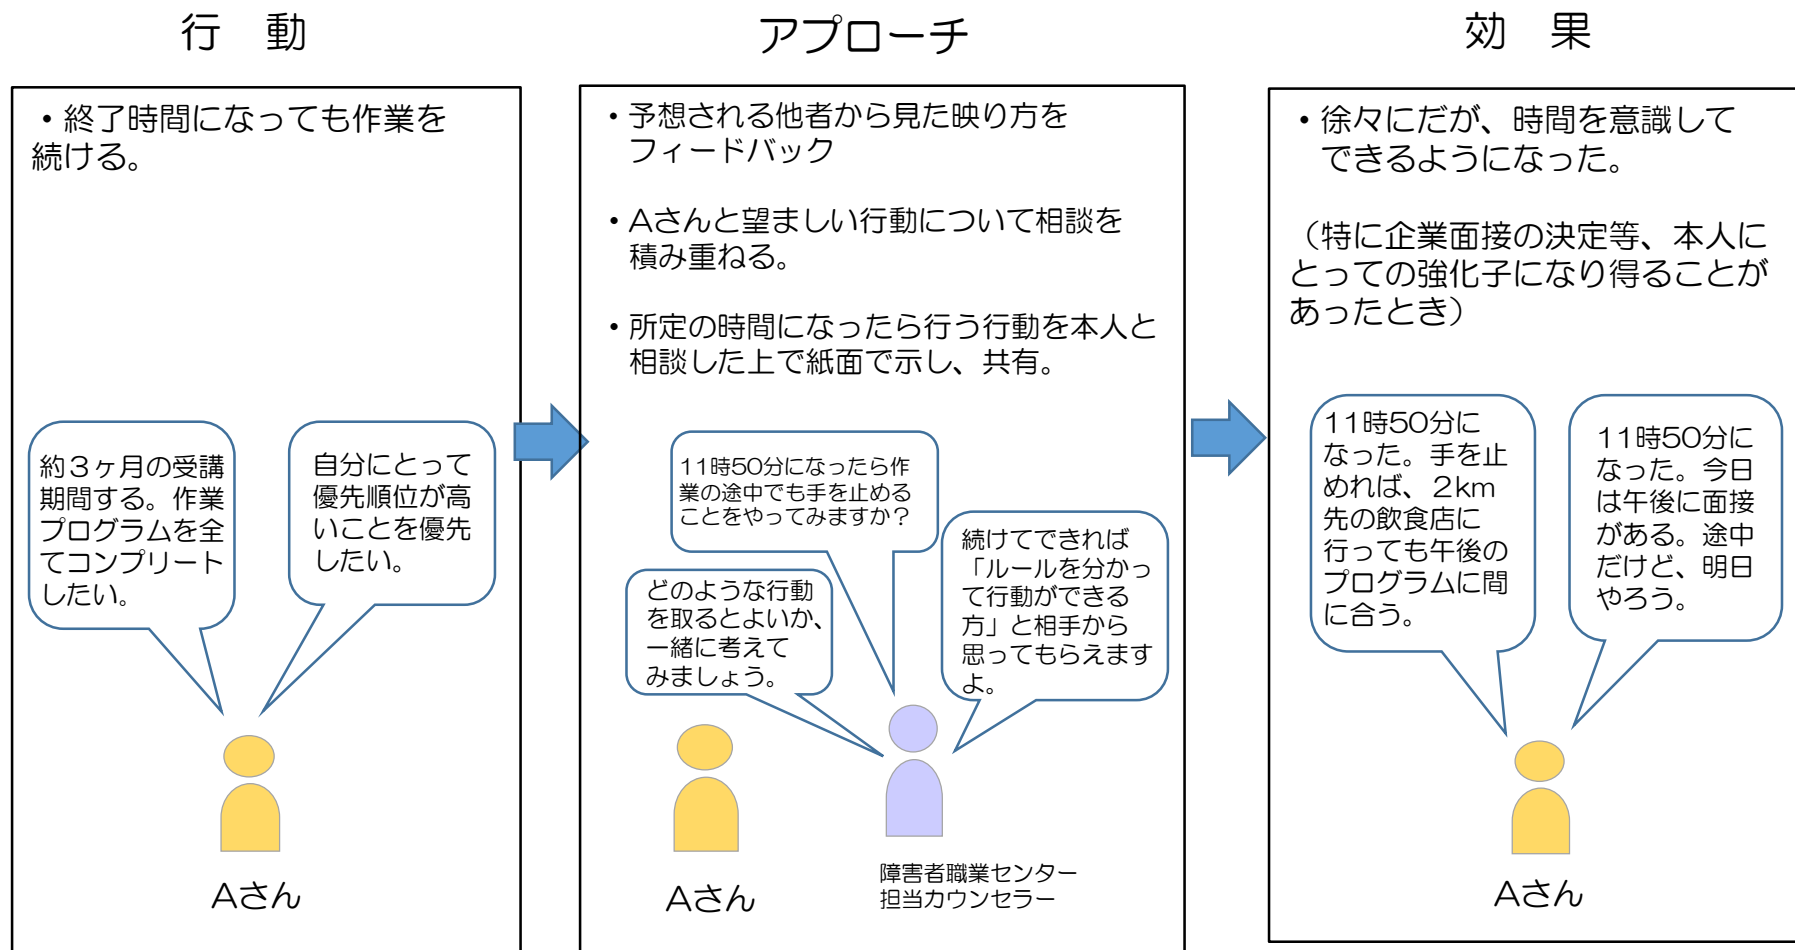 行　動
・終了時間になっても作業を
続ける。
約３ヶ月の受講
期間する。作業
プログラムを全
てコンプリート
したい。
自分にとって
優先順位が高
いことを優先
したい。
Aさん
アプローチ
・予想される他者から見た映り方を
フィードバック
・Aさんと望ましい行動について相談を
積み重ねる。
・所定の時間になったら行う行動を本人と
相談した上で紙面で示し、共有。
11時50分になったら作
業の途中でも手を止める
ことをやってみますか？
どのような行動
を取るとよいか、
一緒に考えて
みましょう。
続けてできれば
「ルールを分かっ
て行動ができる
方」と相手から
思ってもらえます
よ。
Aさん
障害者職業センター
担当カウンセラー
効　果
・徐々にだが、時間を意識して
できるようになった。
（特に企業面接の決定等、本人に
とっての強化子になり得ることが
あったとき）
11時50分に
なった。手を止
めれば、2km
先の飲食店に
行っても午後の
プログラムに間
に合う。
11時50分に
なった。今日
は午後に面接
がある。途中
だけど、明日
やろう。
Aさん